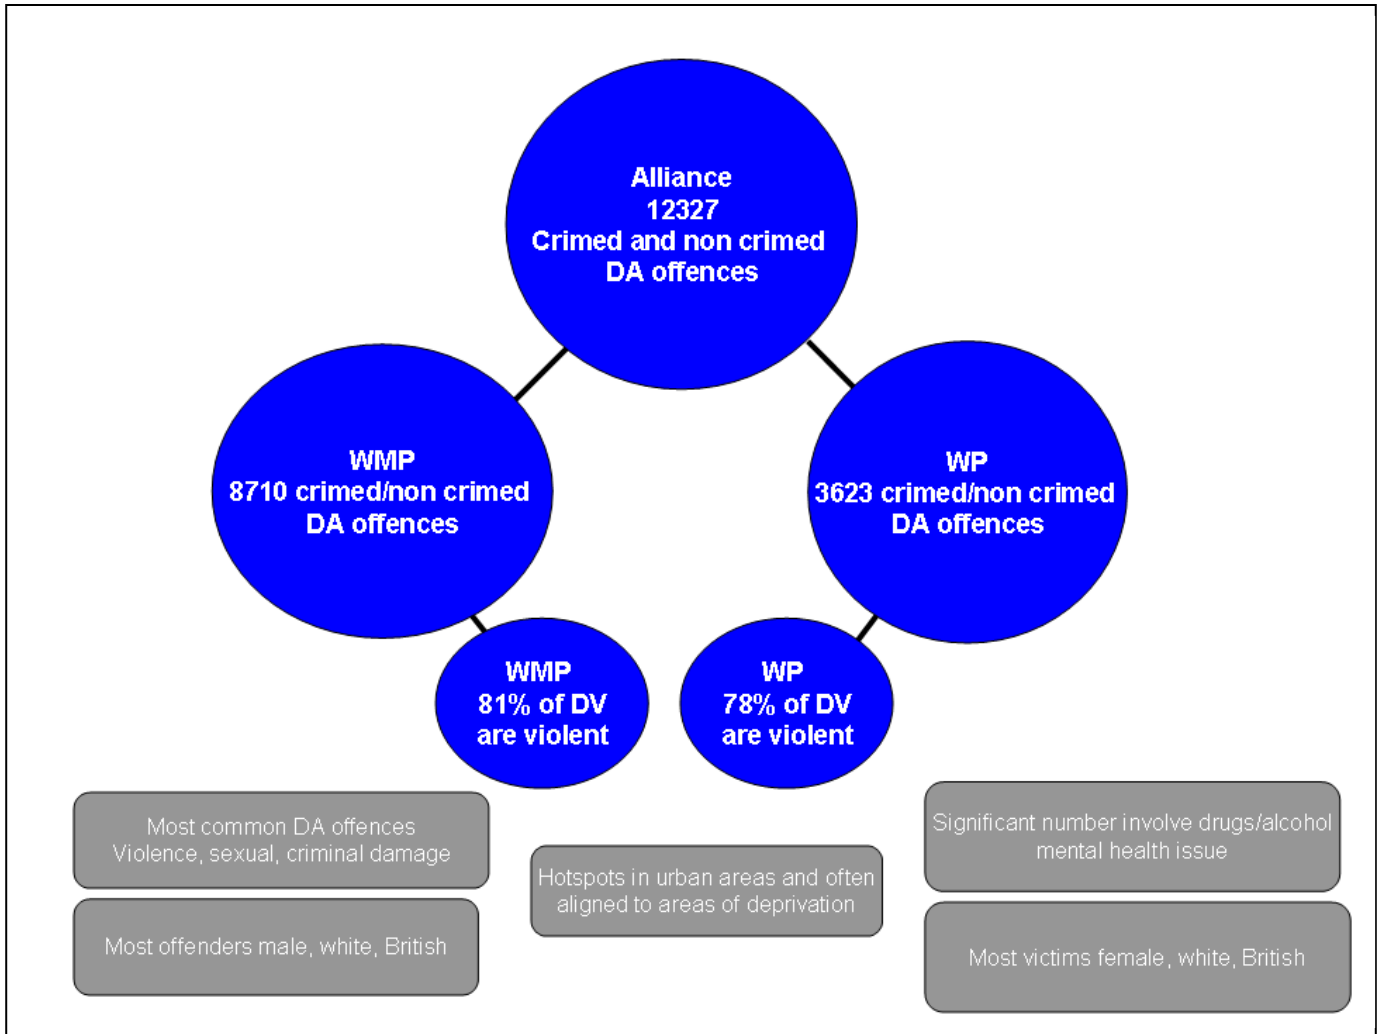 Alliance
12327
Crimed and non crimed
DA offences
WMP
8710 crimed/non crimed
DA offences
WP
3623 crimed/non crimed
DA offences
WMP
81% of DV
are violent
WP
78% of DV
are violent
Most common DA offences
Violence, sexual, criminal damage
Most offenders male, white, British
Hotspots in urban areas and often
aligned to areas of deprivation
Significant number involve drugs/alcohol
mental health issue
Most victims female, white, British